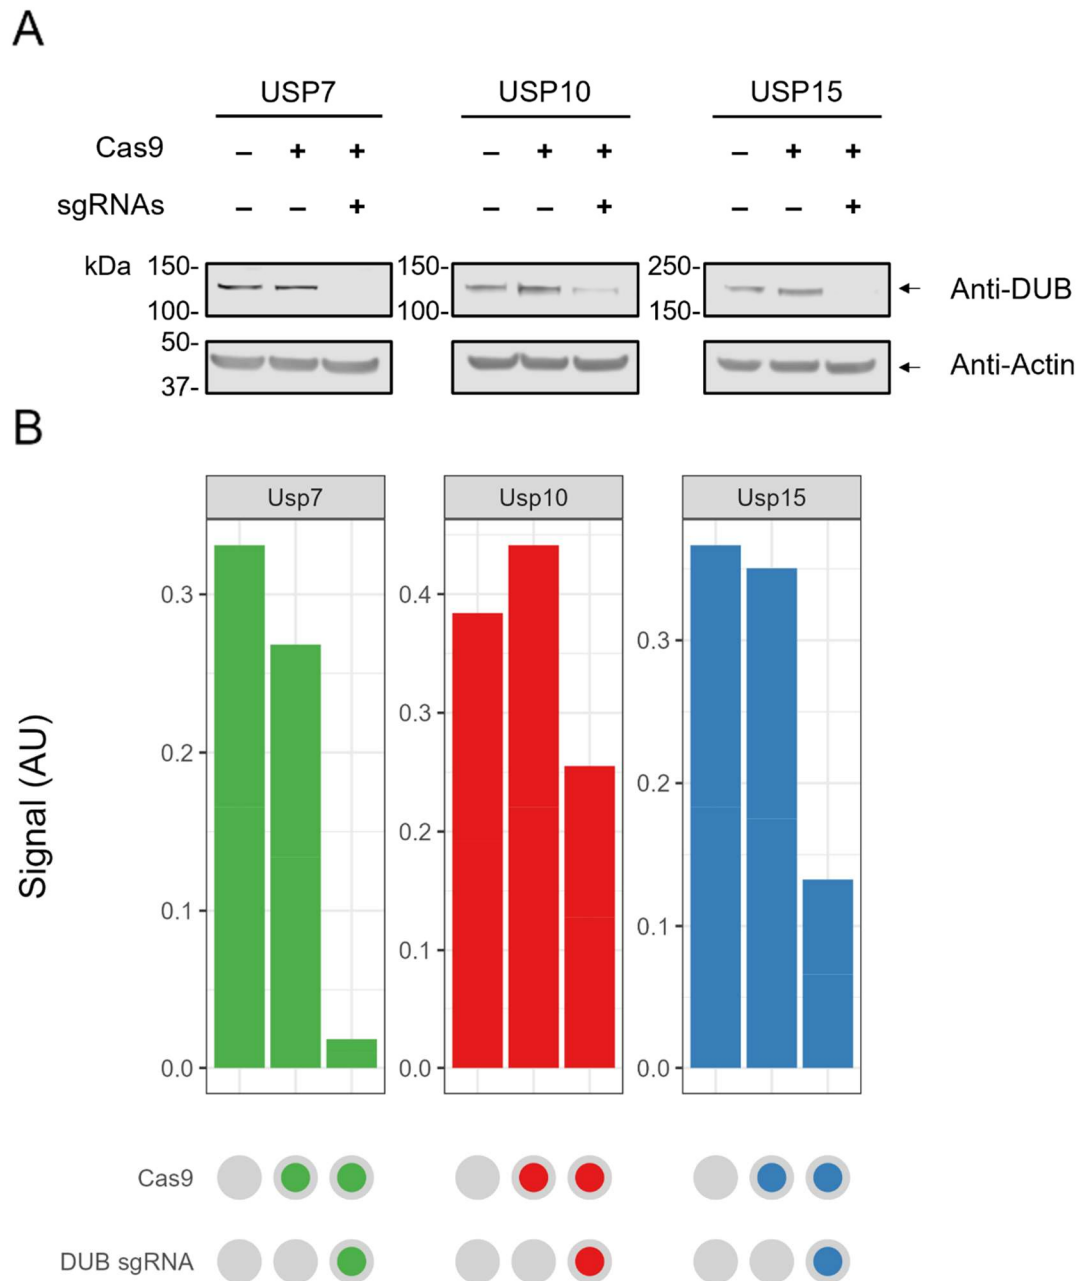 A
USP7 USP10 USP15
Cas9 – + + – + + – + +
sgRNAs – – + – – + – – +
kDa 150- 150- 250- Anti-DUB
100- 100- 150-
50- Anti-Actin
37-
B
Usp7 Usp10 Usp15
Signal (AU)
0.3 0.4 0.3
0.2 0.3 0.2
0.1 0.2 0.1
0.0 0.1 0.0
0.0
Cas9
DUB sgRNA